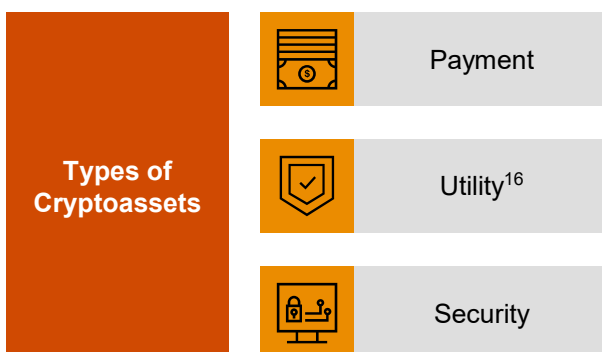 Types of
Cryptoassets
Payment
Utility16
Security